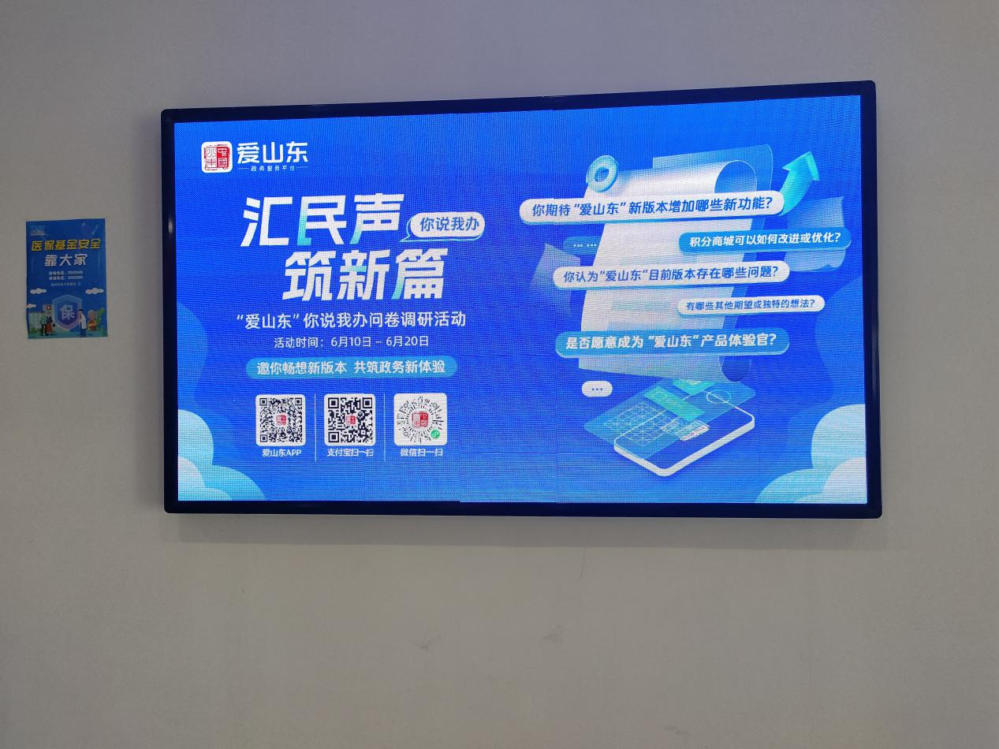 爱山东
政务服务平台
汇民声
你说我办
筑新篇
“爱山东”你说我办问卷调研活动
活动时间：6月10日 – 6月20日
邀你畅想新版本 共筑政务新体验
爱山东APP
支付宝扫一扫
微信扫一扫
你期待“爱山东”新版本增加哪些新功能?
积分商城可以如何改进或优化?
你认为“爱山东”目前版本存在哪些问题?
有哪些其他期望或独特的想法?
是否愿意成为“爱山东”产品体验官?
医保基金安全
靠大家
保